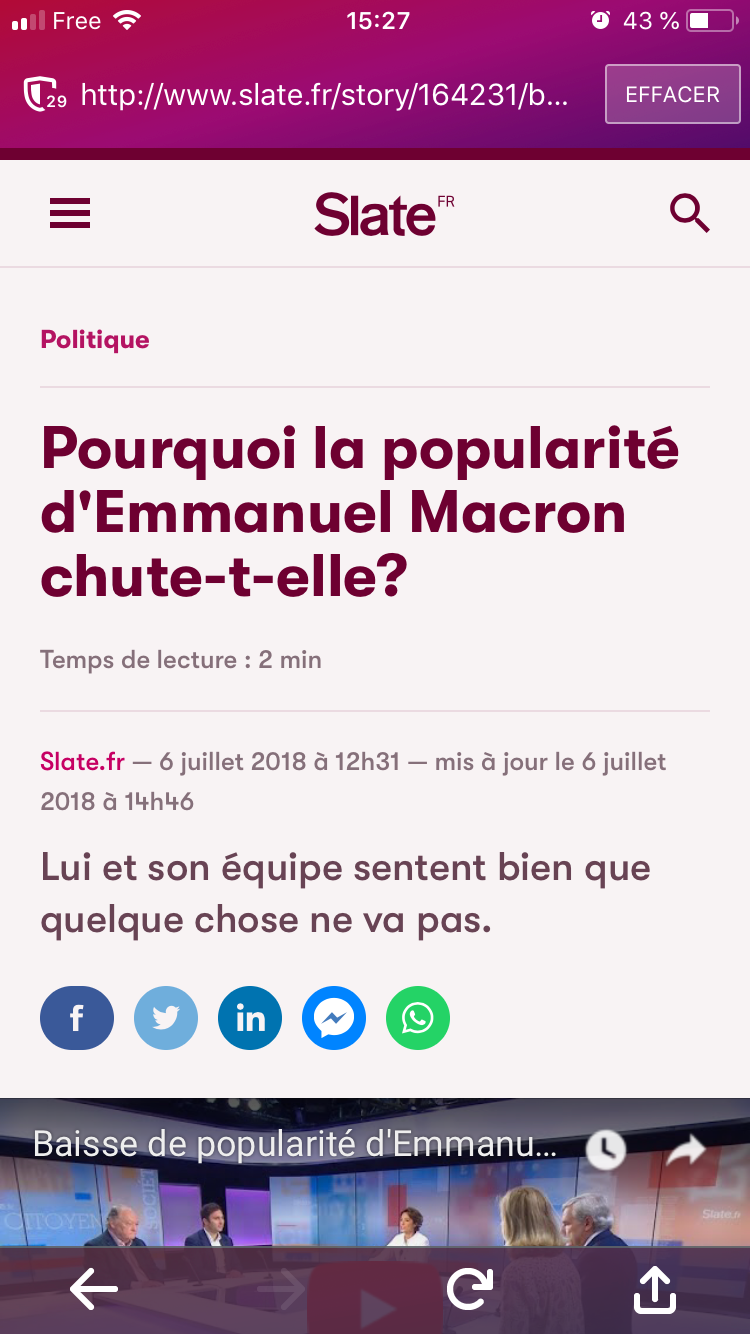 Free 15:27 43 %
29 http://www.slate.fr/story/164231/b... EFFACER
Slate FR
Politique
Pourquoi la popularité
d'Emmanuel Macron
chute-t-elle?
Temps de lecture : 2 min
Slate.fr — 6 juillet 2018 à 12h31 — mis à jour le 6 juillet
2018 à 14h46
Lui et son équipe sentent bien que
quelque chose ne va pas.
f in
Baisse de popularité d'Emmanu...
CITOYEN
SOCIÉTÉ
Slate.fr